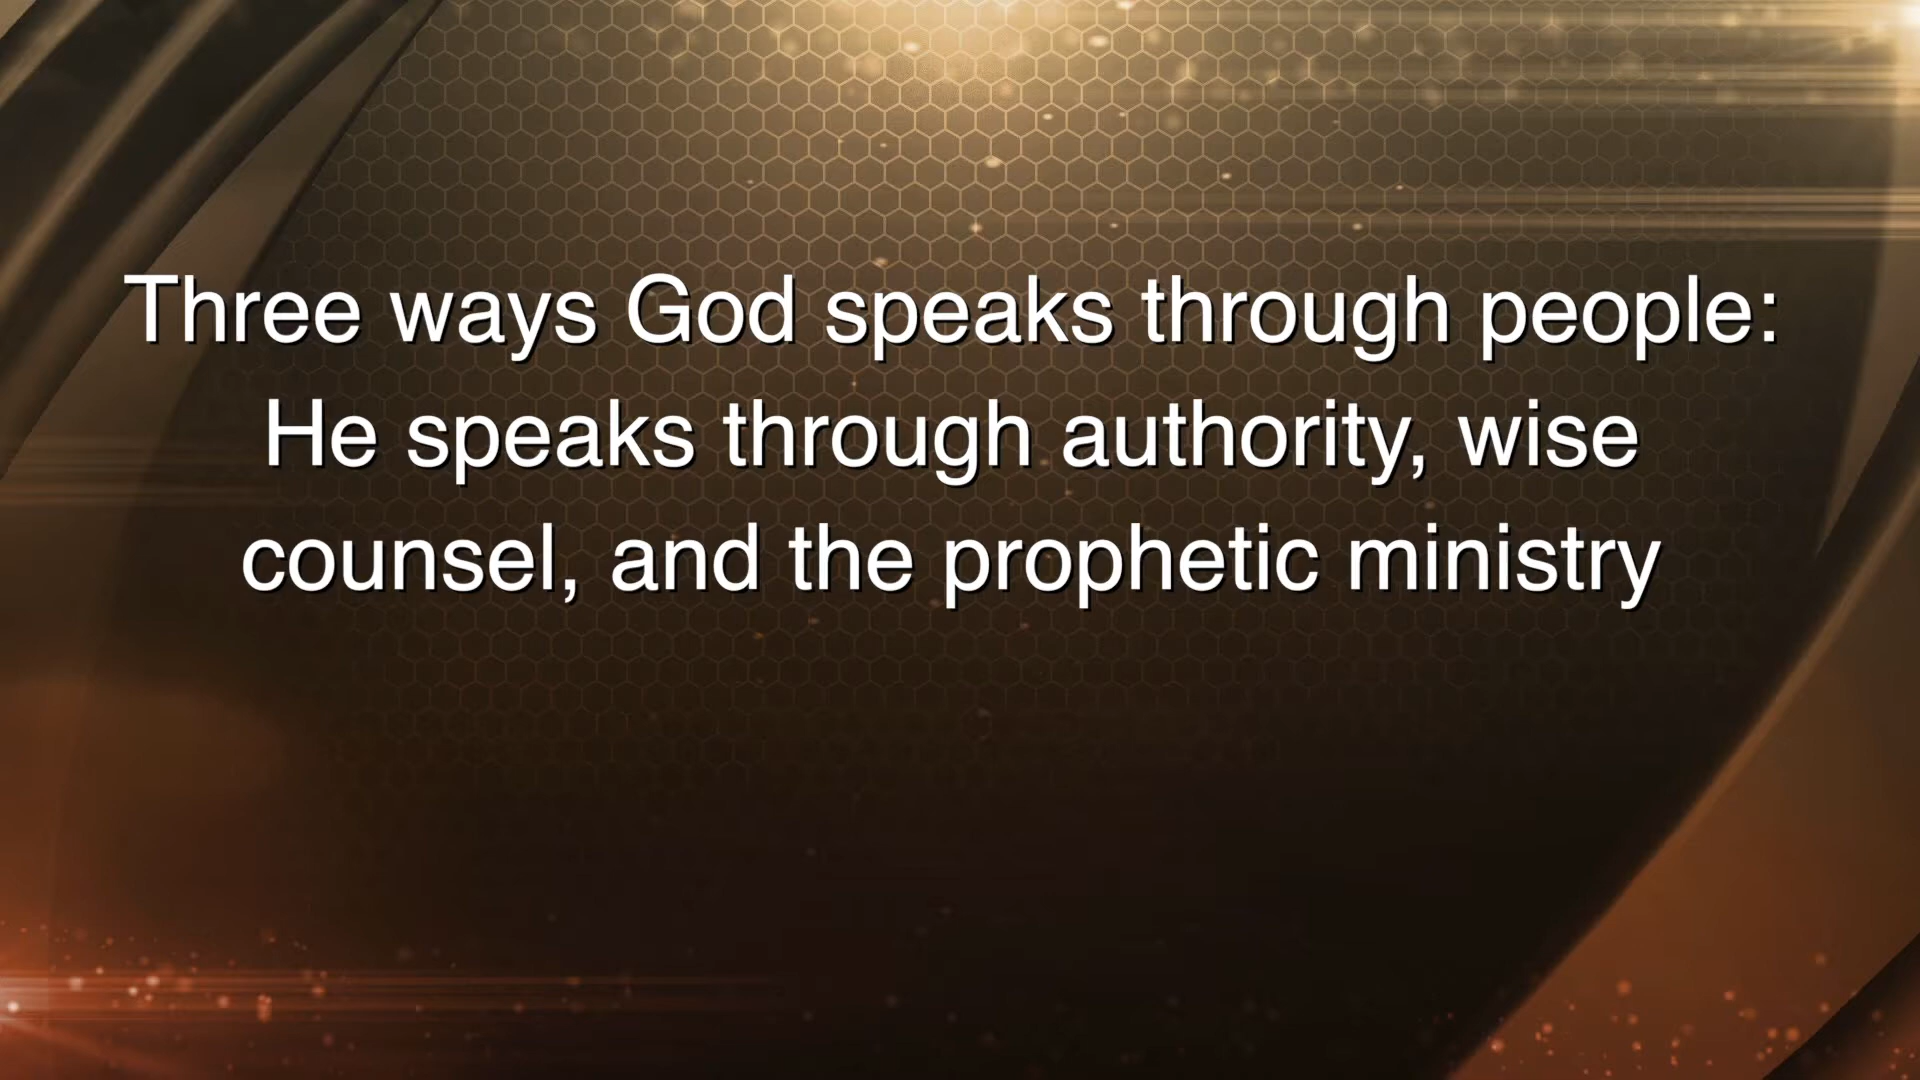 Three ways God speaks through people:
He speaks through authority, wise
counsel, and the prophetic ministry